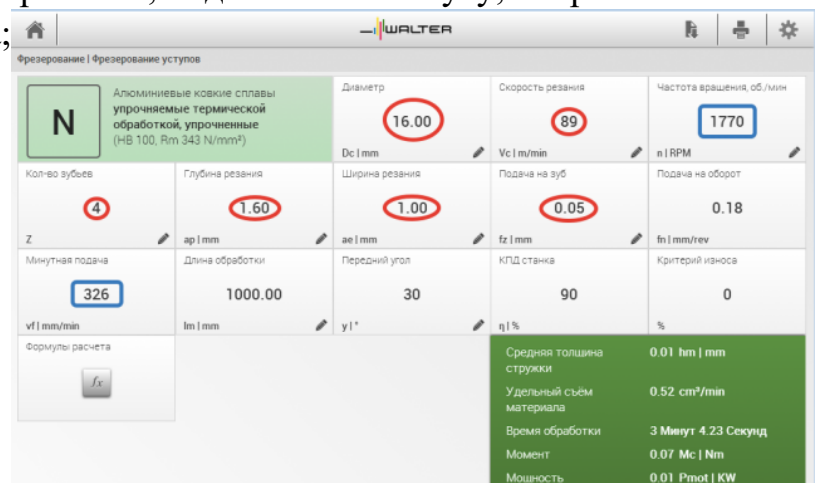 WALTER
Фрезерование | Фрезерование уступов
N
Алюминиевые ковкие сплавы
упрочняемые термической
обработкой, упрочненные
(HB 100, Rm 343 N/mm²)
Диаметр
16.00
Dc | mm
Скорость резания
89
Vc | m/min
Частота вращения, об./мин
1770
n | RPM
Кол-во зубьев
4
Z
Глубина резания
1.60
ap | mm
Ширина резания
1.00
ae | mm
Подача на зуб
0.05
fz | mm
Подача на оборот
0.18
fn | mm/rev
Минутная подача
326
vf | mm/min
Длина обработки
1000.00
lm | mm
Передний угол
30
γ | °
КПД станка
90
η | %
Критерий износа
0
%
Формулы расчета
fx
Средняя толщина
стружки
0.01 hm | mm
Удельный съём
материала
0.52 cm³/min
Время обработки
3 Минут 4.23 Секунд
Момент
0.07 Mc | Nm
Мощность
0.01 Pmot | KW